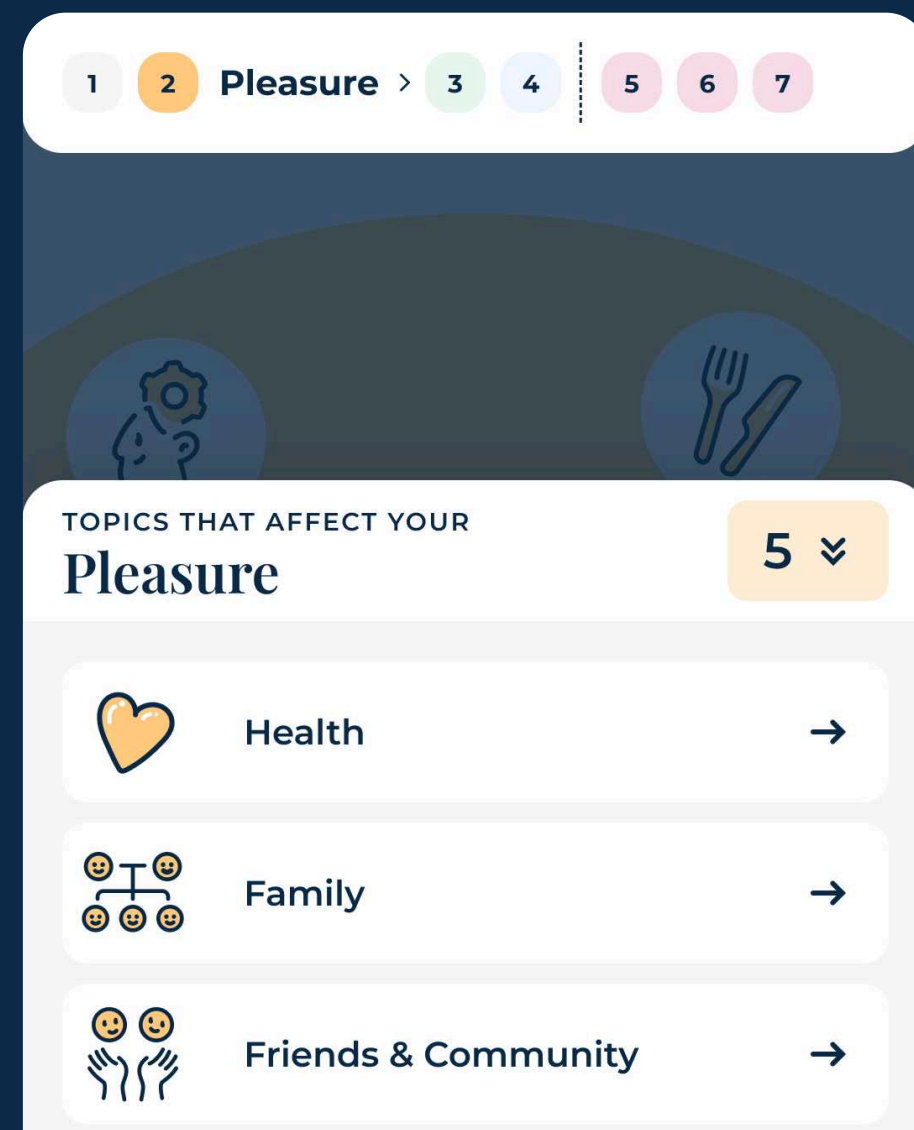 1 2 Pleasure > 3 4 5 6 7
TOPICS THAT AFFECT YOUR
Pleasure
5
Health
Family
Friends & Community